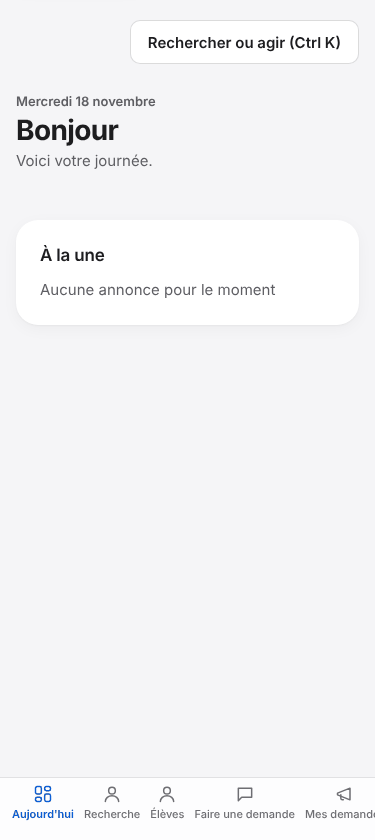 Rechercher ou agir (Ctrl K)
Mercredi 18 novembre
Bonjour
Voici votre journée.
À la une
Aucune annonce pour le moment
Aujourd'hui
Recherche
Élèves
Faire une demande
Mes demande